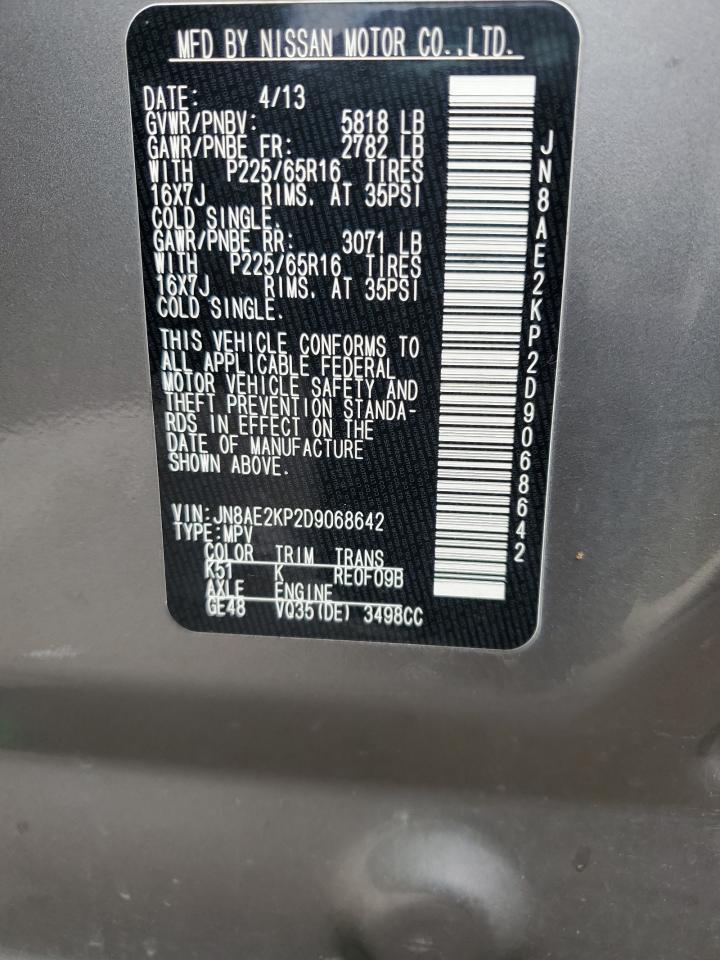 MFD BY NISSAN MOTOR CO.,LTD.
DATE: 4/13
GVWR/PNBV: 5818 LB
GAWR/PNBE FR: 2782 LB
WITH P225/65R16 TIRES
16X7J RIMS, AT 35PSI
COLD SINGLE.
GAWR/PNBE RR: 3071 LB
WITH P225/65R16 TIRES
16X7J RIMS, AT 35PSI
COLD SINGLE.
THIS VEHICLE CONFORMS TO
ALL APPLICABLE FEDERAL
MOTOR VEHICLE SAFETY AND
THEFT PREVENTION STANDA-
RDS IN EFFECT ON THE
DATE OF MANUFACTURE
SHOWN ABOVE.
VIN:JN8AE2KP2D9068642
TYPE:MPV
COLOR TRIM TRANS
K51 K RE0F09B
AXLE ENGINE
GE48 VQ35(DE) 3498CC
JN8AE2KP2D9068642